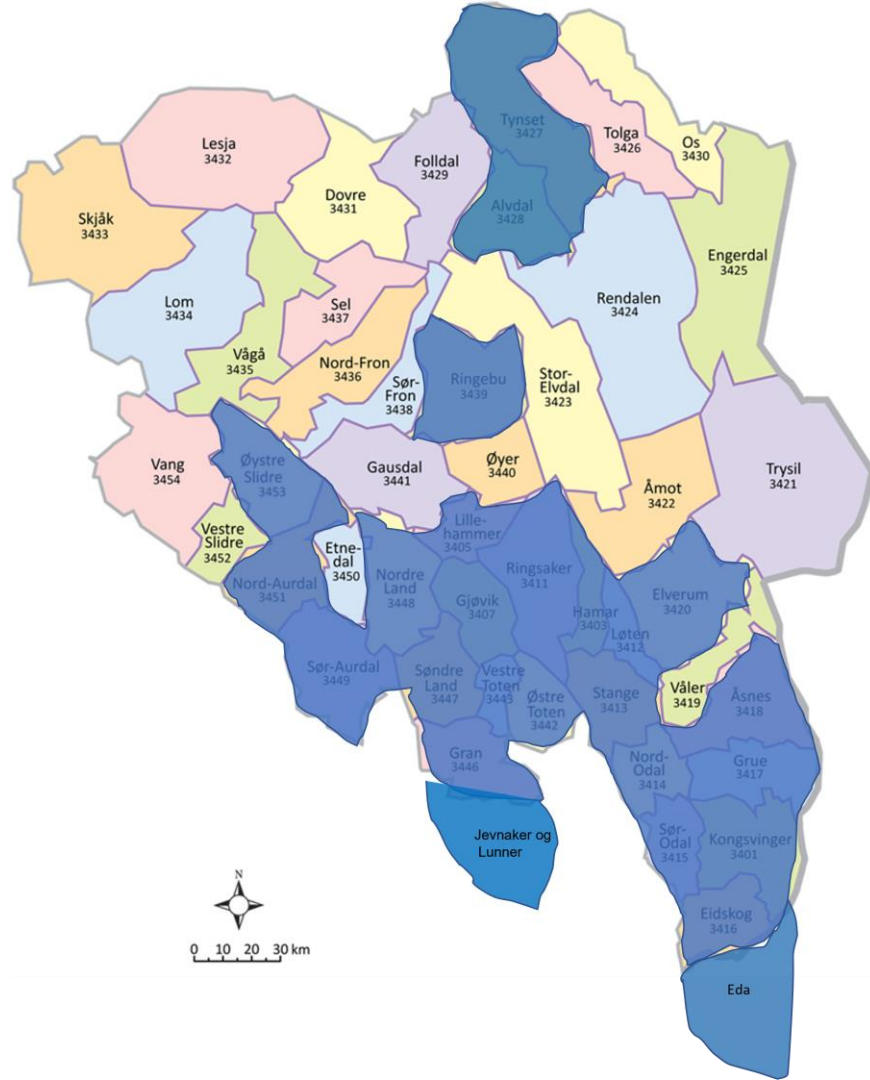 Tynset
3427
Tolga
3426
Os
3430
Lesja
3432
Folldal
3429
Dovre
3431
Alvdal
3428
Skjåk
3433
Engerdal
3425
Lom
3434
Sel
3437
Rendalen
3424
Vågå
3435
Nord-Fron
3436
Ringebu
3439
Stor-
Elvdal
3423
Sør-
Fron
3438
Vang
3454
Øystre
Slidre
3453
Gausdal
3441
Øyer
3440
Trysil
3421
Åmot
3422
Vestre
Slidre
3452
Lille-
hammer
3405
Etne-
dal
3450
Nord-Aurdal
3451
Nordre
Land
3448
Ringsaker
3411
Gjøvik
3407
Elverum
3420
Hamar
3403
Løten
3412
Sør-Aurdal
3449
Søndre
Land
3447
Vestre
Toten
3443
Østre
Toten
3442
Stange
3413
Våler
3419
Åsnes
3418
Gran
3446
Nord-
Odal
3414
Grue
3417
Jevnaker og
Lunner
Sør-
Odal
3415
Kongsvinger
3401
N
Eidskog
3416
0 10 20 30 km
Eda